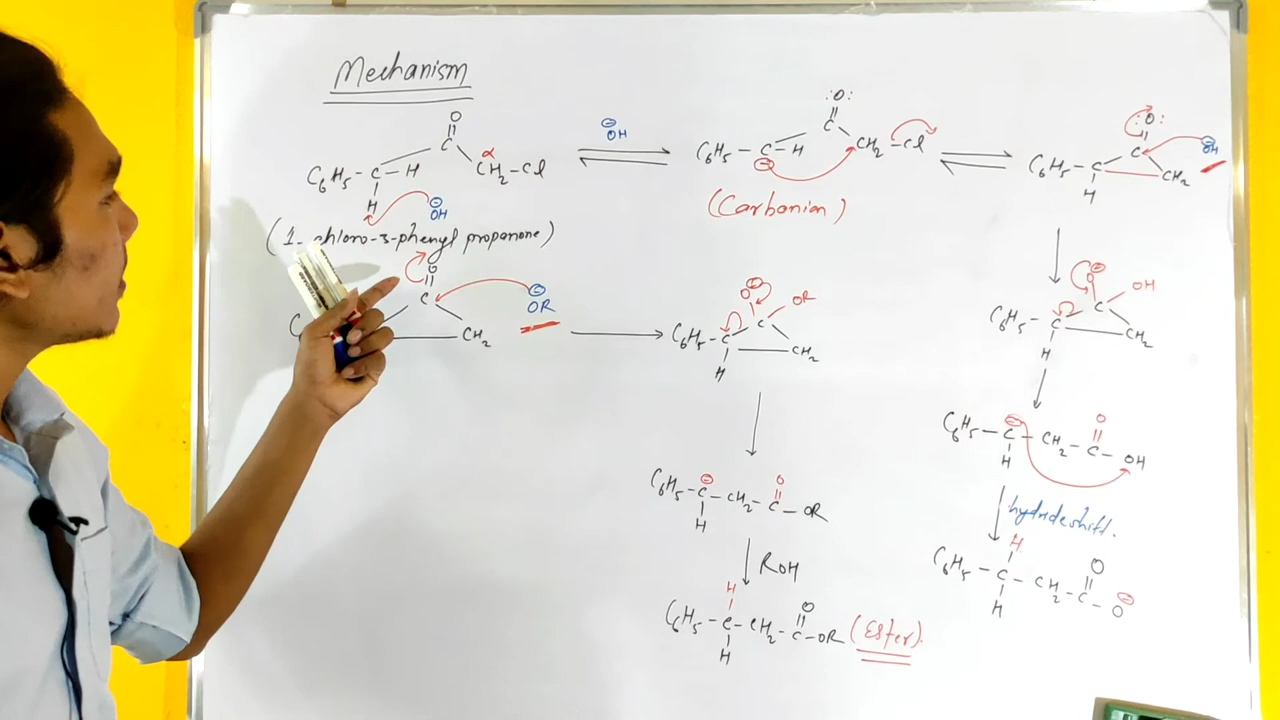 Mechanism
O
C
C6H5 - C - H
α
CH2 - Cl
H
⊖OH
(1-chloro-3-phenyl propanone)
⊖OH
:O:
C
C6H5 - C - H
⊖
CH2 - Cl
(Carbanion)
:O:
C
⊖OH
C6H5 - C
CH2
H
O
C
⊖OR
CH2
O⊖
OR
C6H5 - C
C
CH2
H
O⊖
OH
C
C6H5 - C
CH2
H
C6H5 - C⊖ - CH2 - C - OH
O
H
hydride shift.
H
C6H5 - C - CH2 - C - O⊖
O
H
C6H5 - C⊖ - CH2 - C - OR
O
H
ROH
H
C6H5 - C - CH2 - C - OR (Ester).
O
H